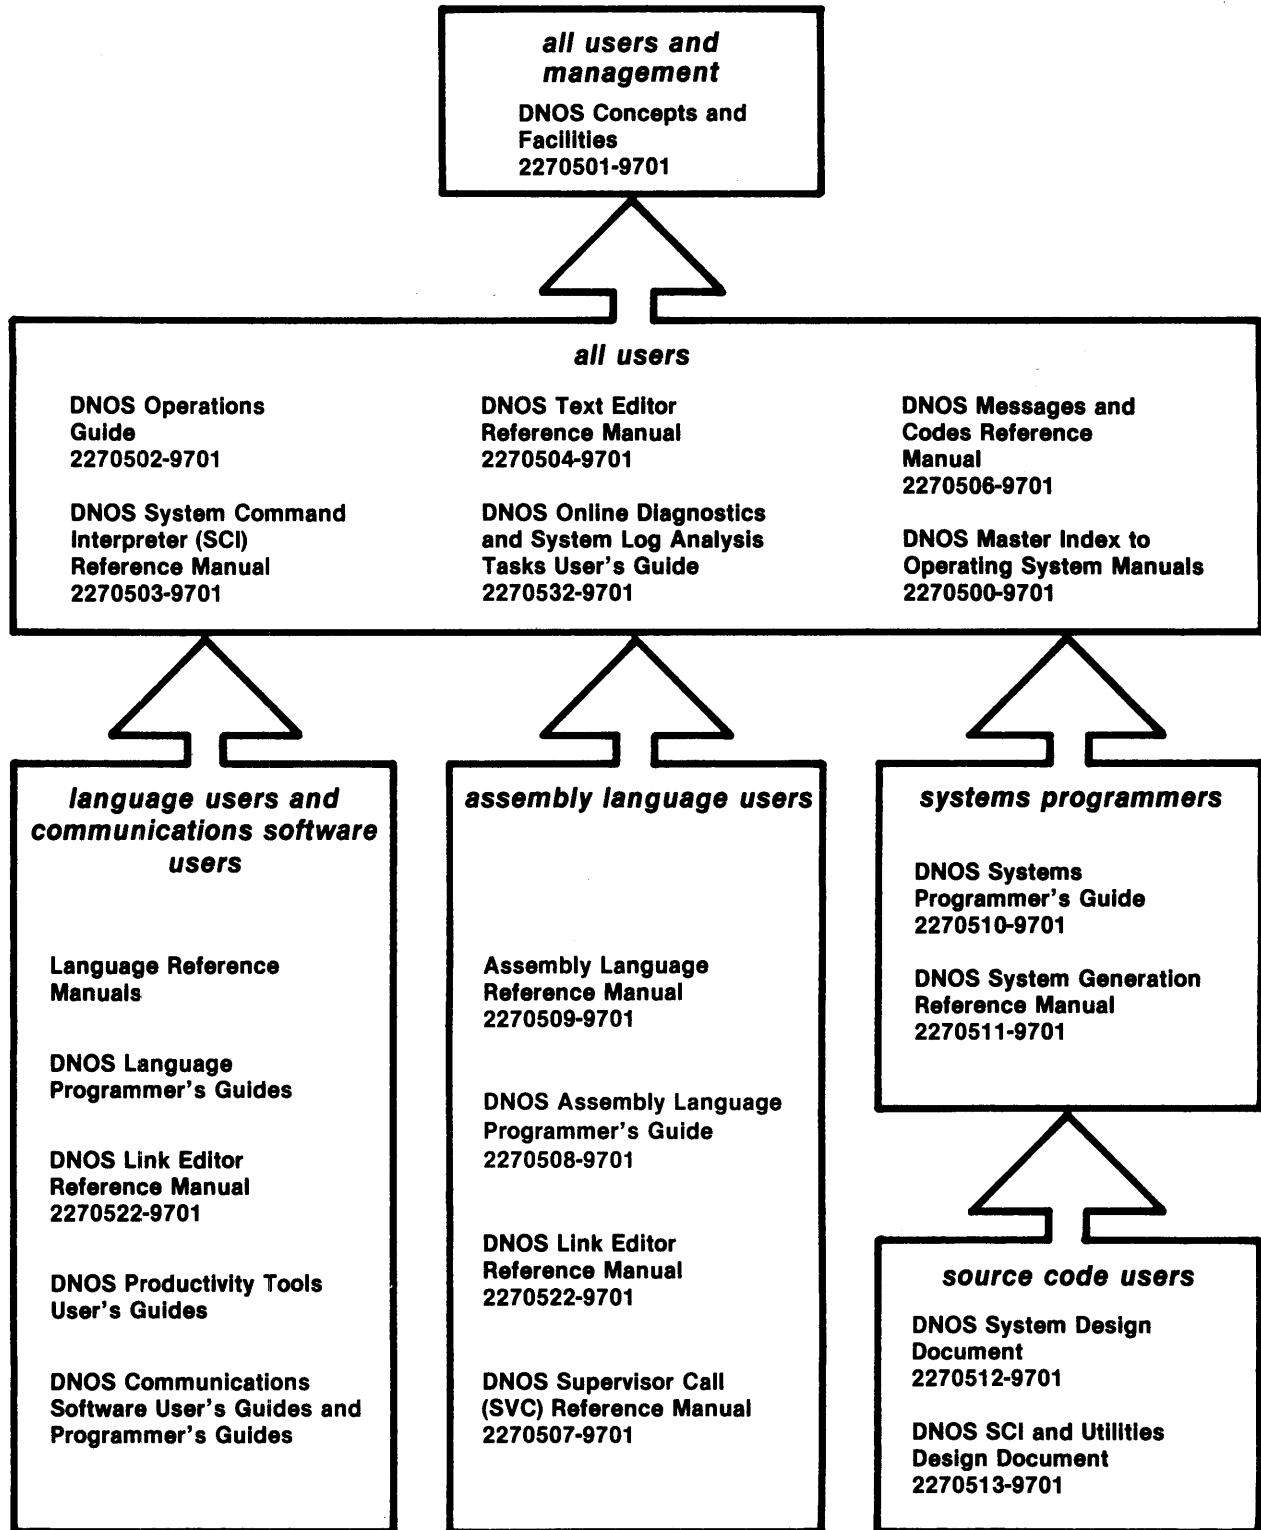 all users and
management
DNOS Concepts and
Facilities
2270501-9701
all users
DNOS Operations
Guide
2270502-9701
DNOS System Command
Interpreter (SCI)
Reference Manual
2270503-9701
DNOS Text Editor
Reference Manual
2270504-9701
DNOS Online Diagnostics
and System Log Analysis
Tasks User's Guide
2270532-9701
DNOS Messages and
Codes Reference
Manual
2270506-9701
DNOS Master Index to
Operating System Manuals
2270500-9701
language users and
communications software
users
Language Reference
Manuals
DNOS Language
Programmer's Guides
DNOS Link Editor
Reference Manual
2270522-9701
DNOS Productivity Tools
User's Guides
DNOS Communications
Software User's Guides and
Programmer's Guides
assembly language users
Assembly Language
Reference Manual
2270509-9701
DNOS Assembly Language
Programmer's Guide
2270508-9701
DNOS Link Editor
Reference Manual
2270522-9701
DNOS Supervisor Call
(SVC) Reference Manual
2270507-9701
systems programmers
DNOS Systems
Programmer's Guide
2270510-9701
DNOS System Generation
Reference Manual
2270511-9701
source code users
DNOS System Design
Document
2270512-9701
DNOS SCI and Utilities
Design Document
2270513-9701